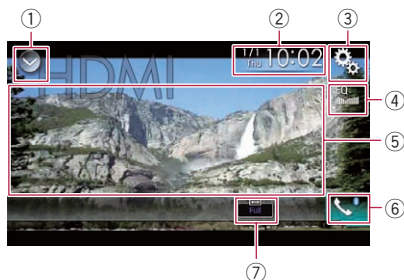 ① ② ③
HDMI
1/1
Thu
10:02
EQ
④
⑤
Full
⑥
⑦